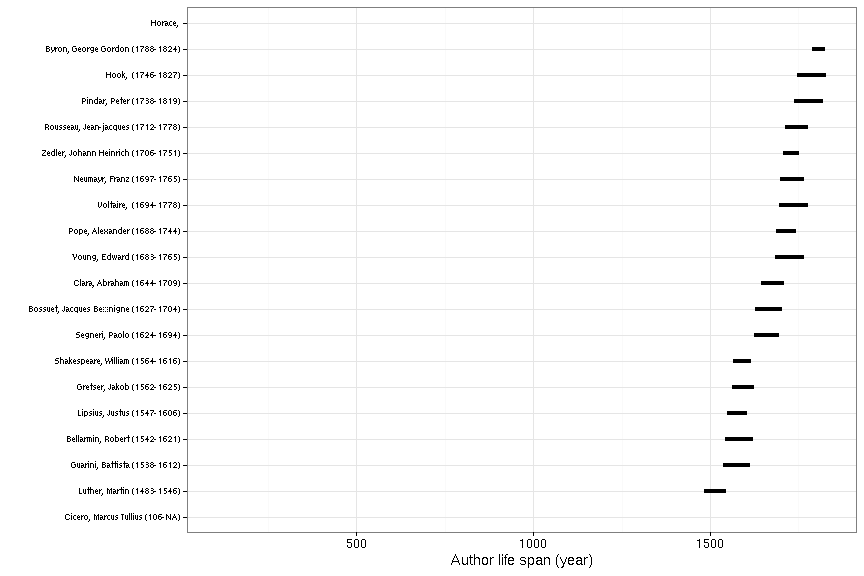 Horace,
Byron, George Gordon (1788-1824)
Hook, (1746-1827)
Pindar, Peter (1738-1819)
Rousseau, Jean-jacques (1712-1778)
Zedler, Johann Heinrich (1706-1751)
Neumayr, Franz (1697-1765)
Voltaire, (1694-1778)
Pope, Alexander (1688-1744)
Young, Edward (1683-1765)
Clara, Abraham (1644-1709)
Bossuet, Jacques Be:::nigne (1627-1704)
Segneri, Paolo (1624-1694)
Shakespeare, William (1564-1616)
Gretser, Jakob (1562-1625)
Lipsius, Justus (1547-1606)
Bellarmin, Robert (1542-1621)
Guarini, Battista (1538-1612)
Luther, Martin (1483-1546)
Cicero, Marcus Tullius (106-NA)
500 1000 1500
Author life span (year)